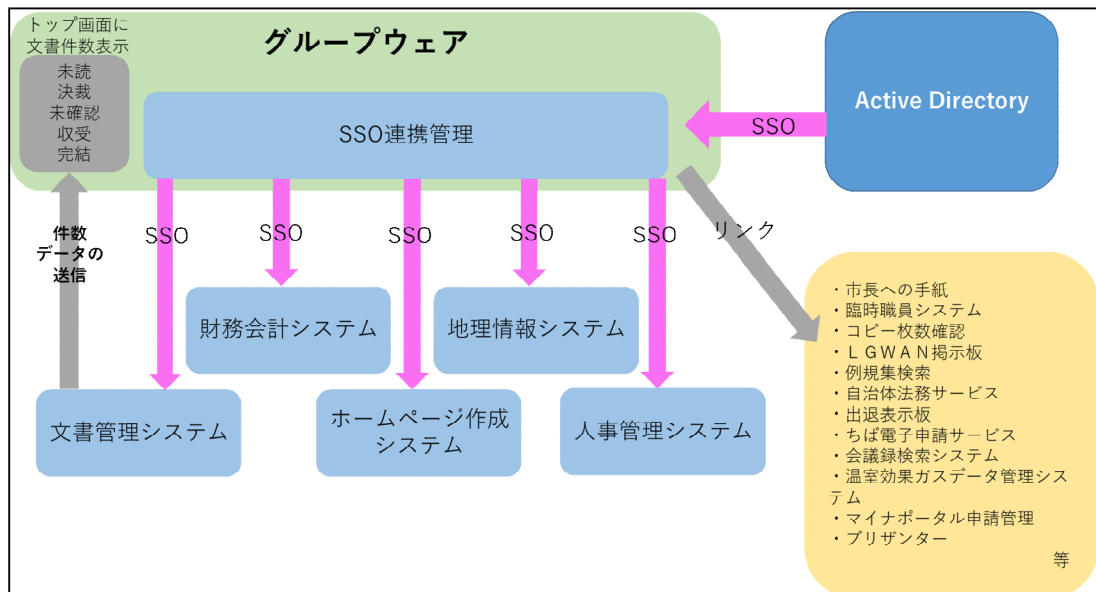 トップ画面に
文書件数表示
未読
決裁
未確認
収受
完結
グループウェア
SSO連携管理
Active Directory
SSO
件数
データの
送信
SSO
SSO
SSO
SSO
SSO
リンク
財務会計システム
地理情報システム
文書管理システム
ホームページ作成
システム
人事管理システム
・市長への手紙
・臨時職員システム
・コピー枚数確認
・ＬＧＷＡＮ掲示板
・例規集検索
・自治体法務サービス
・出退表示板
・ちば電子申請サービス
・会議録検索システム
・温室効果ガスデータ管理シス
テム
・マイナポータル申請管理
・プリザンター
等